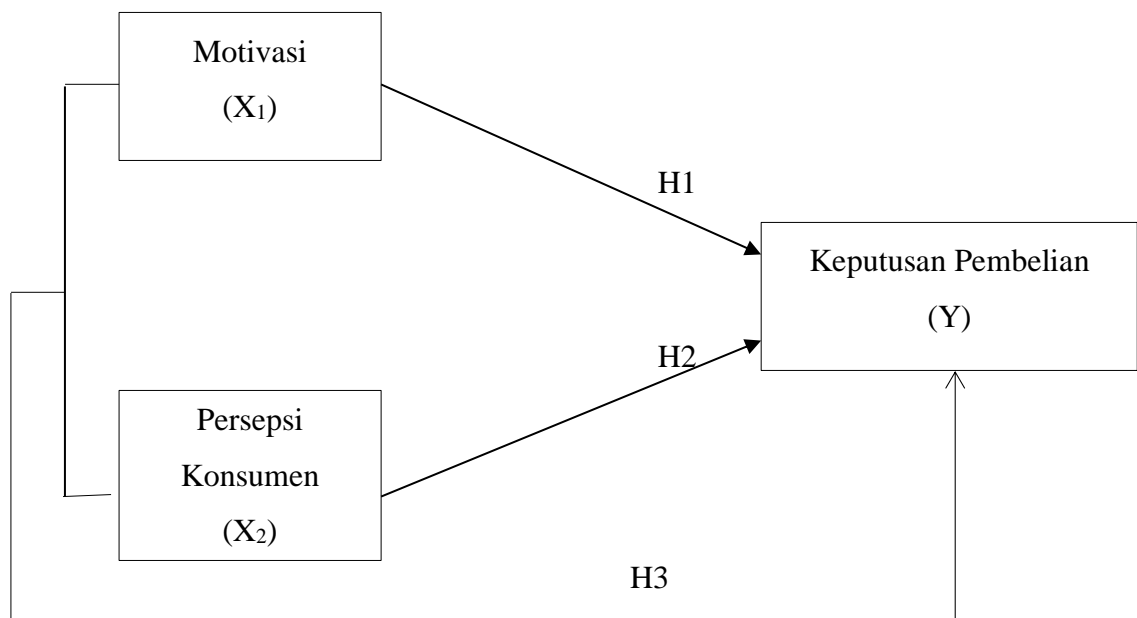 Motivasi
(X₁)
H1
Keputusan Pembelian
(Y)
H2
Persepsi
Konsumen
(X₂)
H3